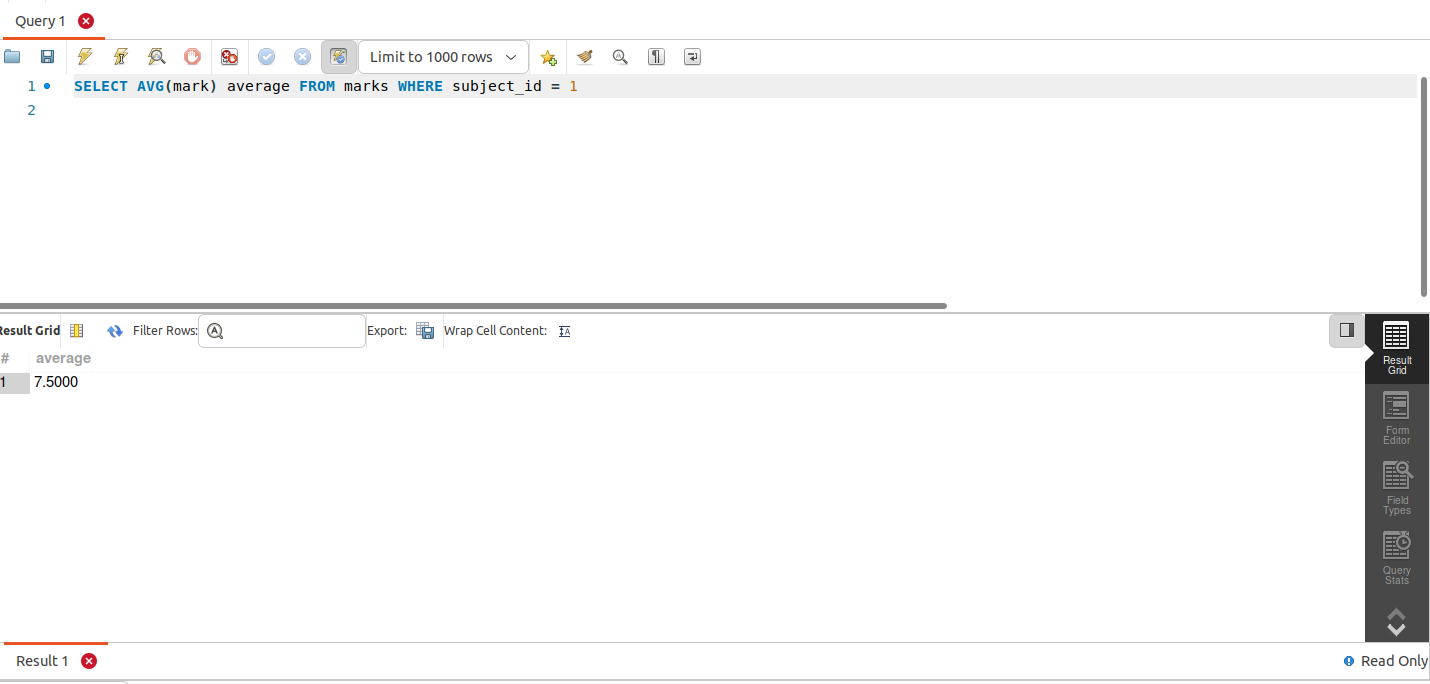 Query 1
Limit to 1000 rows
1 SELECT AVG(mark) average FROM marks WHERE subject_id = 1
2
Result Grid Filter Rows: Export: Wrap Cell Content:
# average
1 7.5000
Result
Grid
Form
Editor
Field
Types
Query
Stats
Result 1 Read Only